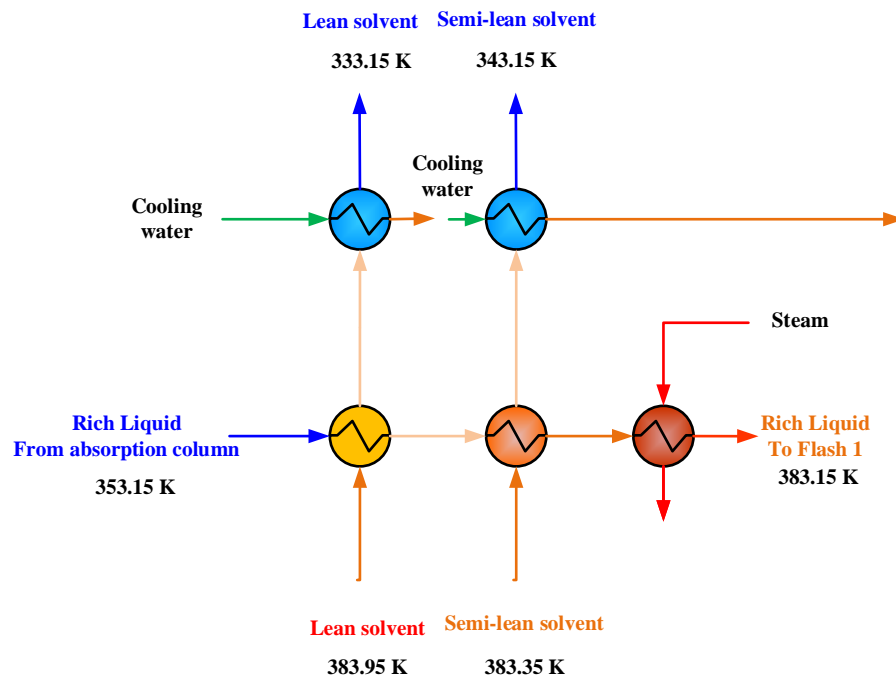 Lean solvent
333.15 K
Semi-lean solvent
343.15 K
Cooling
water
Cooling
water
Steam
Rich Liquid
From absorption column
353.15 K
Rich Liquid
To Flash 1
383.15 K
Lean solvent
383.95 K
Semi-lean solvent
383.35 K